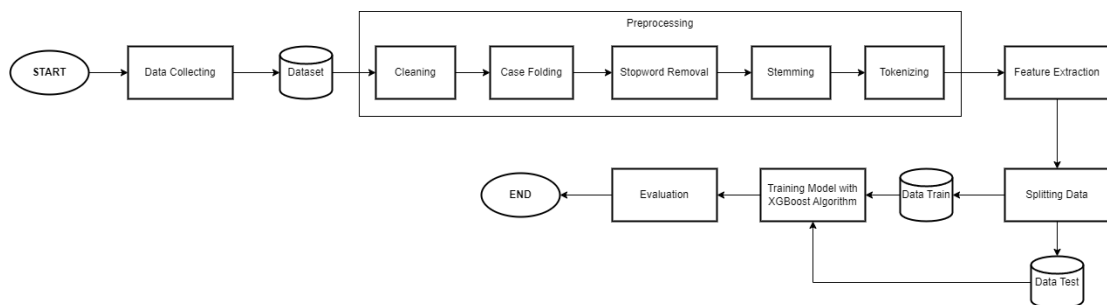 Preprocessing
START
Data Collecting
Dataset
Cleaning
Case Folding
Stopword Removal
Stemming
Tokenizing
Feature Extraction
END
Evaluation
Training Model with
XGBoost Algorithm
Data Train
Splitting Data
Data Test